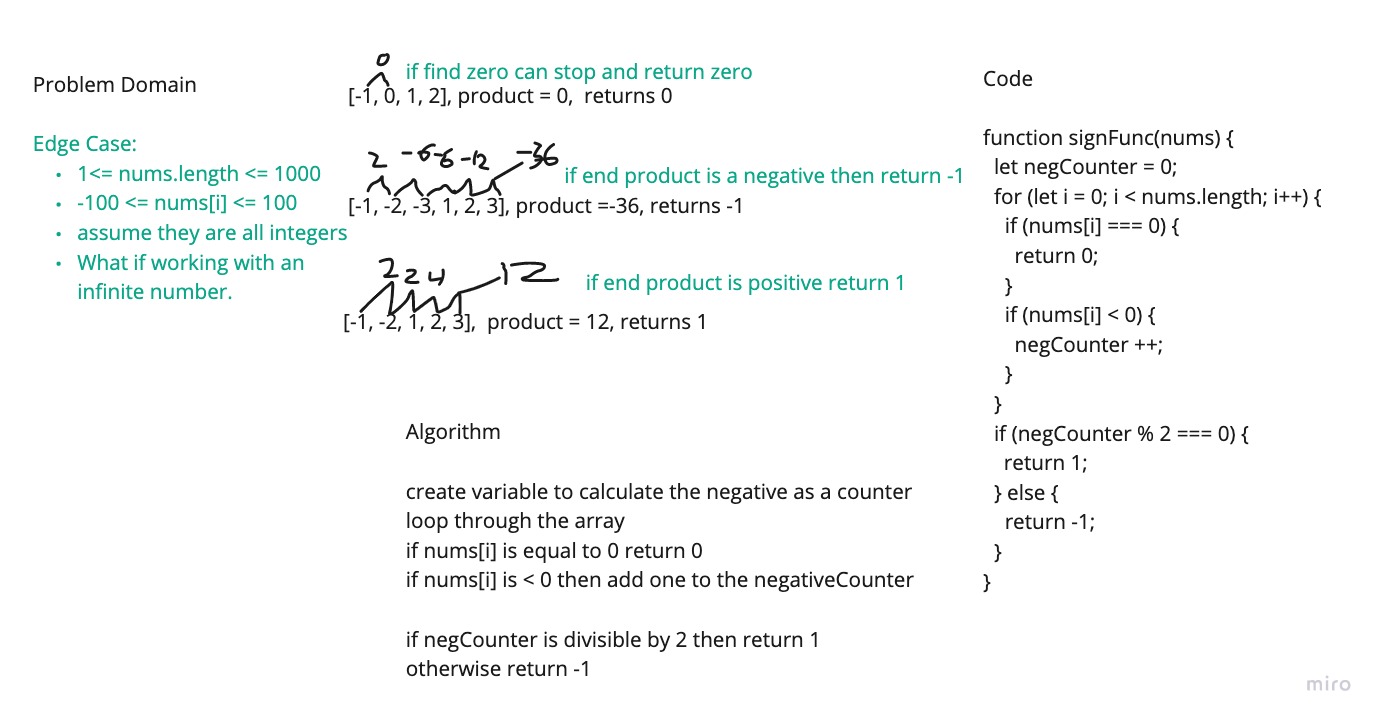 Problem Domain
Edge Case:
• 1<= nums.length <= 1000
• -100 <= nums[i] <= 100
• assume they are all integers
• What if working with an
infinite number.
0
if find zero can stop and return zero
[-1, 0, 1, 2], product = 0,  returns 0
2 -6 -6 -12 -36
if end product is a negative then return -1
[-1, -2, -3, 1, 2, 3], product =-36, returns -1
2 2 4 12
if end product is positive return 1
[-1, -2, 1, 2, 3],  product = 12, returns 1
Algorithm
create variable to calculate the negative as a counter
loop through the array
if nums[i] is equal to 0 return 0
if nums[i] is < 0 then add one to the negativeCounter
if negCounter is divisible by 2 then return 1
otherwise return -1
Code
function signFunc(nums) {
let negCounter = 0;
for (let i = 0; i < nums.length; i++) {
if (nums[i] === 0) {
return 0;
}
if (nums[i] < 0) {
negCounter ++;
}
}
if (negCounter % 2 === 0) {
return 1;
} else {
return -1;
}
}
miro